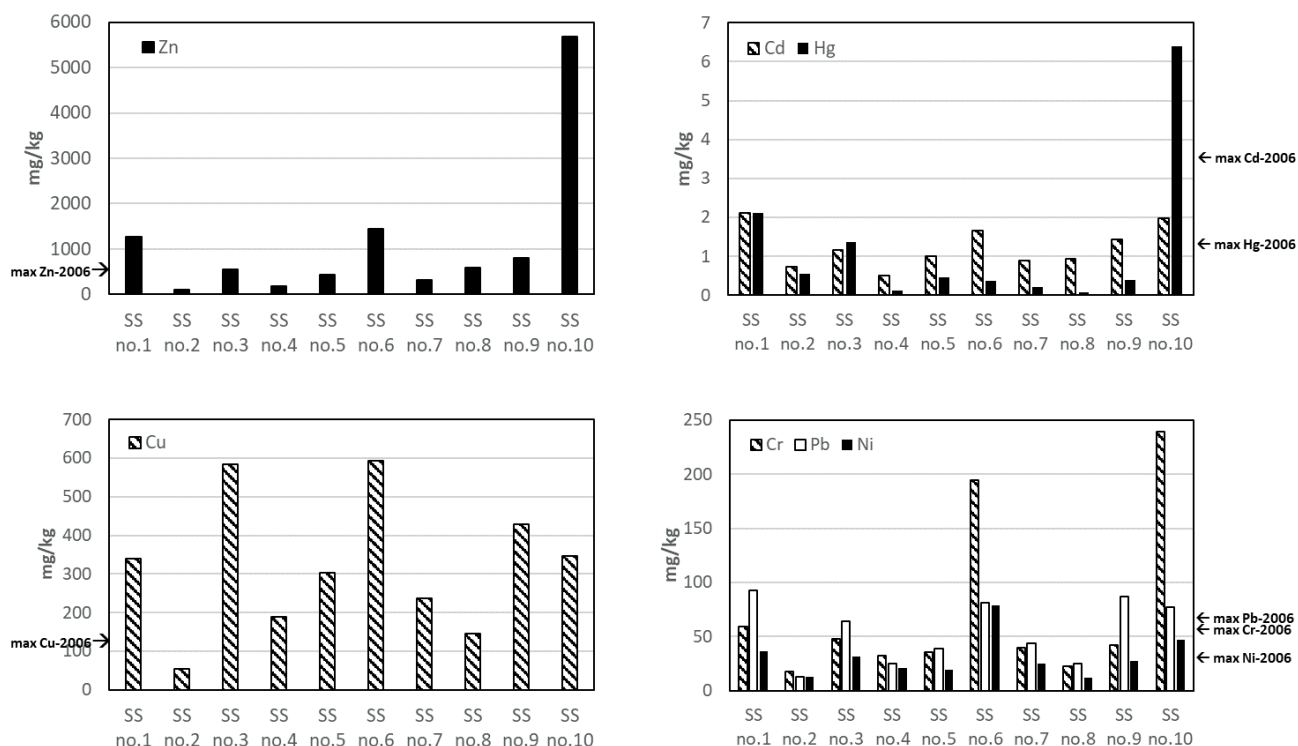 6000
5000
4000
3000
2000
1000
0
mg/kg
Zn
max Zn-2006→
SS SS SS SS SS SS SS SS SS SS
no.1 no.2 no.3 no.4 no.5 no.6 no.7 no.8 no.9 no.10
7
6
5
4
3
2
1
0
mg/kg
Cd Hg
← max Cd-2006
← max Hg-2006
SS SS SS SS SS SS SS SS SS SS
no.1 no.2 no.3 no.4 no.5 no.6 no.7 no.8 no.9 no.10
700
600
500
400
300
200
100
0
mg/kg
Cu
max Cu-2006→
SS SS SS SS SS SS SS SS SS SS
no.1 no.2 no.3 no.4 no.5 no.6 no.7 no.8 no.9 no.10
250
200
150
100
50
0
mg/kg
Cr Pb Ni
← max Pb-2006
← max Cr-2006
← max Ni-2006
SS SS SS SS SS SS SS SS SS SS
no.1 no.2 no.3 no.4 no.5 no.6 no.7 no.8 no.9 no.10